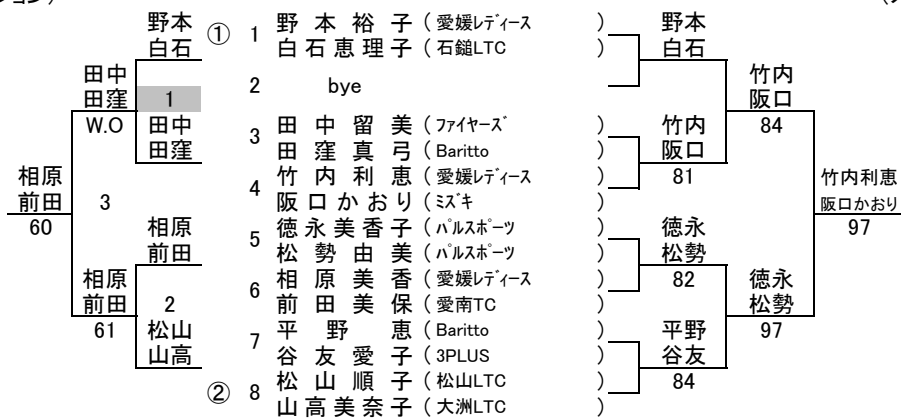 ション)
(メ
野本
白石
①
1
野本裕子(愛媛レディース)
白石恵理子(石鎚LTC)
野本
白石
田中
田窪
W.O
1
2
bye
竹内
阪口
84
田中
田窪
3
田中留美(ファイヤーズ)
田窪真弓(Baritto)
竹内
阪口
81
相原
前田
60
3
4
竹内利恵(愛媛レディース)
阪口かおり(ミズキ)
竹内利恵
阪口かおり
97
相原
前田
5
徳永美香子(パルスポーツ)
松勢由美(パルスポーツ)
徳永
松勢
82
相原
前田
61
2
6
相原美香(愛媛レディース)
前田美保(愛南TC)
徳永
松勢
97
松山
山高
7
平野恵(Baritto)
谷友愛子(3PLUS)
平野
谷友
84
②
8
松山順子(松山LTC)
山高美奈子(大洲LTC)